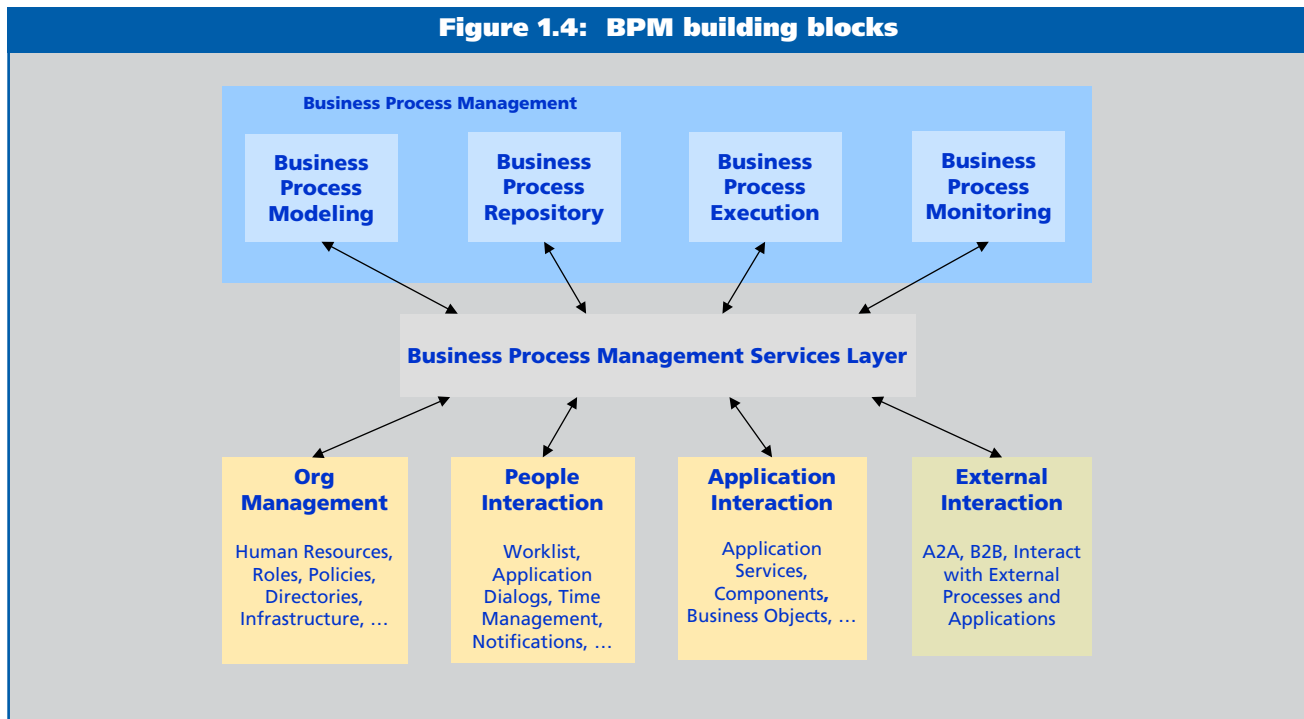 Figure 1.4: BPM building blocks
Business Process Management
Business
Process
Modeling
Business
Process
Repository
Business
Process
Execution
Business
Process
Monitoring
Business Process Management Services Layer
Org
Management
Human Resources,
Roles, Policies,
Directories,
Infrastructure, …
People
Interaction
Worklist,
Application
Dialogs, Time
Management,
Notifications, …
Application
Interaction
Application
Services,
Components,
Business Objects, …
External
Interaction
A2A, B2B, Interact
with External
Processes and
Applications